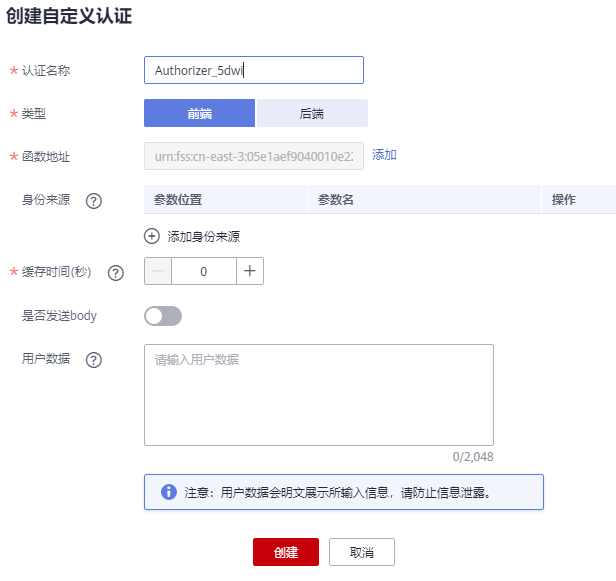 创建自定义认证
* 认证名称 Authorizer_5dwi
* 类型 前端 后端
* 函数地址 urn:fss:cn-east-3:05e1aef9040010e22 添加
身份来源 ? 参数位置 参数名 操作
添加身份来源
* 缓存时间(秒) ? 0
是否发送body
用户数据 ? 请输入用户数据
0/2,048
注意：用户数据会明文展示所输入信息，请防止信息泄露。
创建 取消